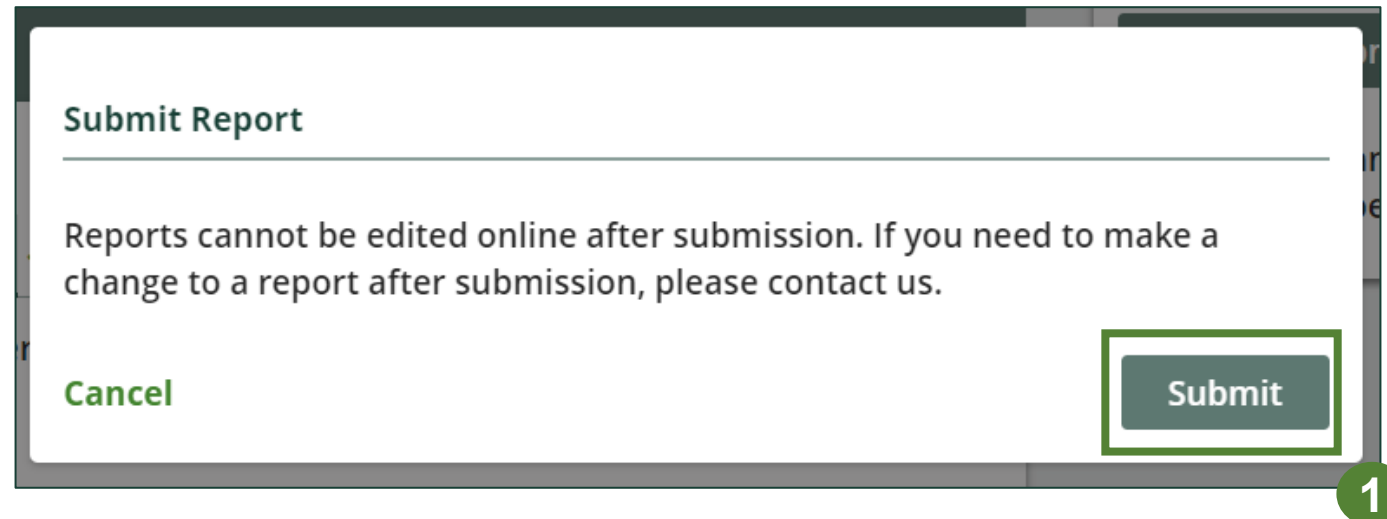 Submit Report
Reports cannot be edited online after submission. If you need to make a
change to a report after submission, please contact us.
Cancel
Submit
1